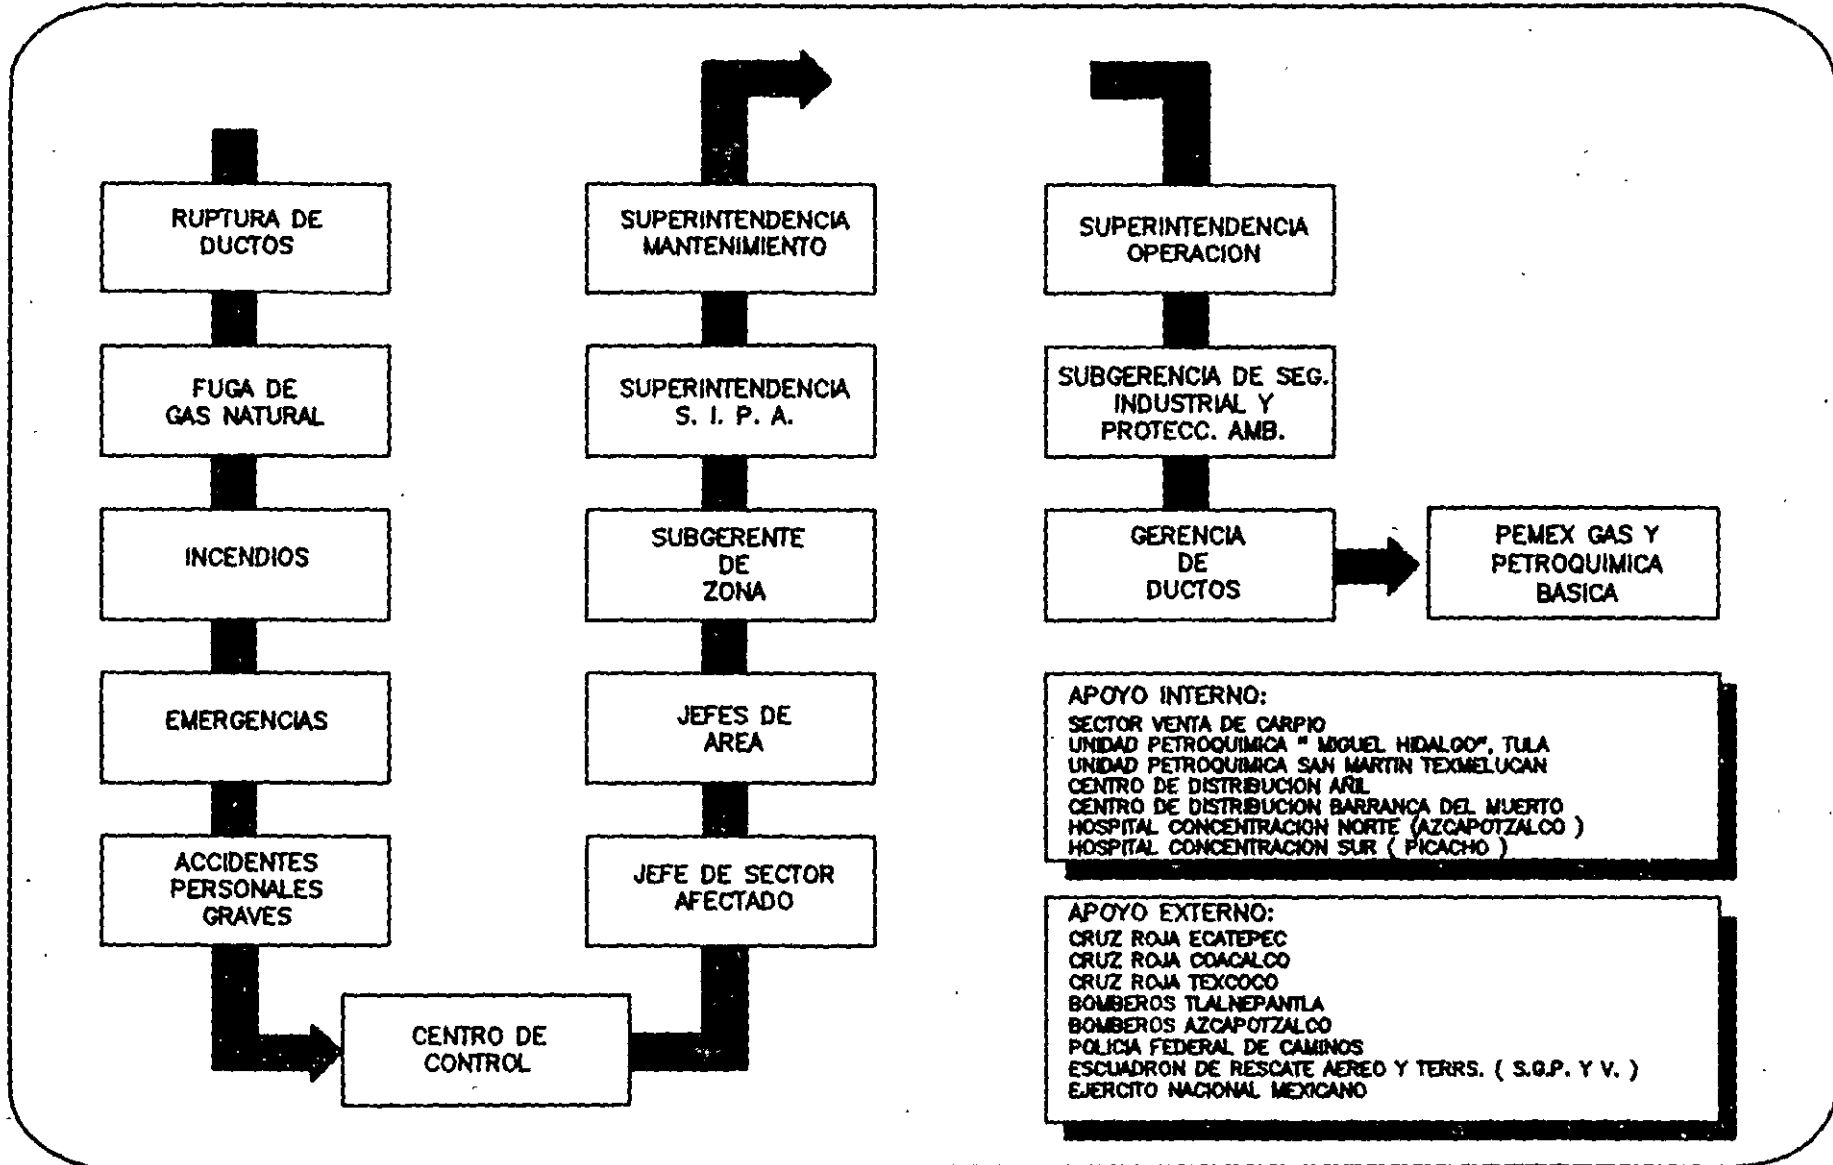 RUPTURA DE
DUCTOS
FUGA DE
GAS NATURAL
INCENDIOS
EMERGENCIAS
ACCIDENTES
PERSONALES
GRAVES
CENTRO DE
CONTROL
SUPERINTENDENCIA
MANTENIMIENTO
SUPERINTENDENCIA
S. I. P. A.
SUBGERENTE
DE
ZONA
JEFES DE
AREA
JEFE DE SECTOR
AFECTADO
SUPERINTENDENCIA
OPERACION
SUBGERENCIA DE SEG.
INDUSTRIAL Y
PROTECC. AMB.
GERENCIA
DE
DUCTOS
PEMEX GAS Y
PETROQUIMICA
BASICA
APOYO INTERNO:
SECTOR VENTA DE CARPIO
UNIDAD PETROQUIMICA " MIGUEL HIDALGO", TULA
UNIDAD PETROQUIMICA SAN MARTIN TEXMELUCAN
CENTRO DE DISTRIBUCION AÑIL
CENTRO DE DISTRIBUCION BARRANCA DEL MUERTO
HOSPITAL CONCENTRACION NORTE (AZCAPOTZALCO )
HOSPITAL CONCENTRACION SUR ( PICACHO )
APOYO EXTERNO:
CRUZ ROJA ECATEPEC
CRUZ ROJA COACALCO
CRUZ ROJA TEXCOCO
BOMBEROS TLALNEPANTLA
BOMBEROS AZCAPOTZALCO
POLICIA FEDERAL DE CAMINOS
ESCUADRON DE RESCATE AEREO Y TERRS. ( S.G.P. Y V. )
EJERCITO NACIONAL MEXICANO